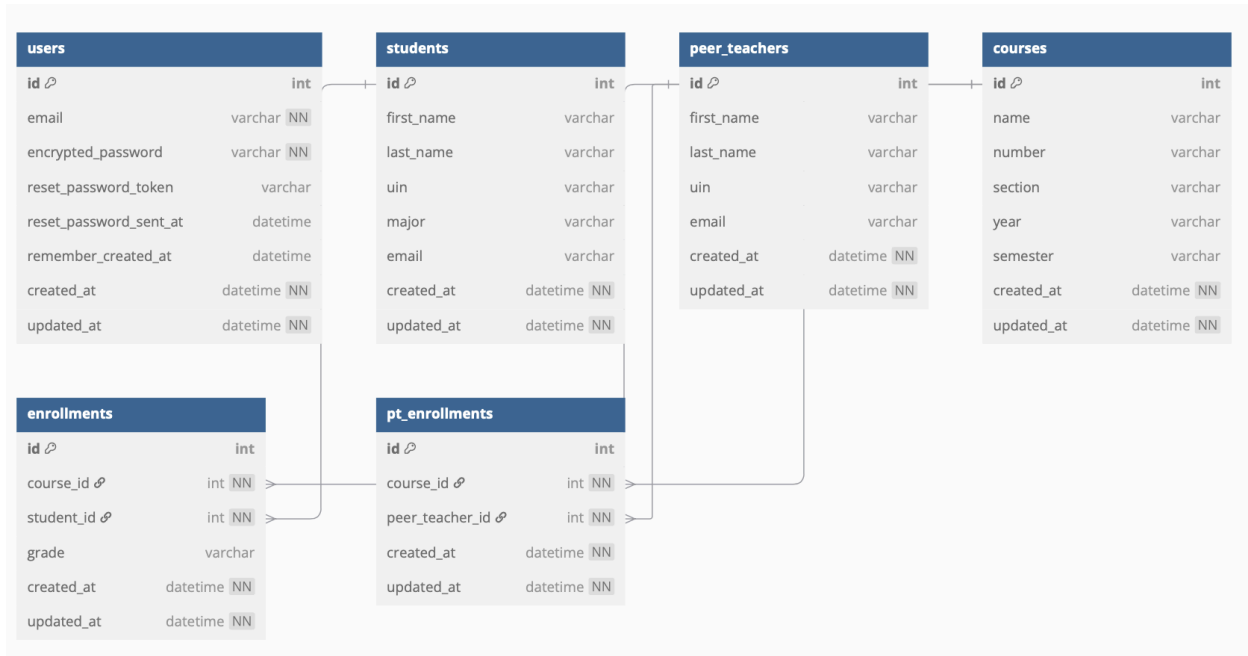 users
id int
email varchar NN
encrypted_password varchar NN
reset_password_token varchar
reset_password_sent_at datetime
remember_created_at datetime
created_at datetime NN
updated_at datetime NN
students
id int
first_name varchar
last_name varchar
uin varchar
major varchar
email varchar
created_at datetime NN
updated_at datetime NN
peer_teachers
id int
first_name varchar
last_name varchar
uin varchar
email varchar
created_at datetime NN
updated_at datetime NN
courses
id int
name varchar
number varchar
section varchar
year varchar
semester varchar
created_at datetime NN
updated_at datetime NN
enrollments
id int
course_id int NN
student_id int NN
grade varchar
created_at datetime NN
updated_at datetime NN
pt_enrollments
id int
course_id int NN
peer_teacher_id int NN
created_at datetime NN
updated_at datetime NN